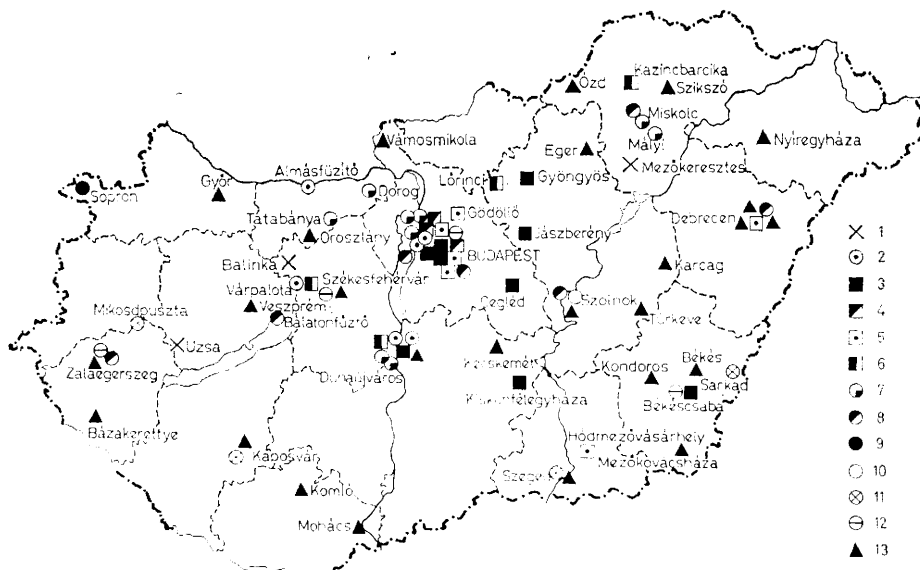 Kazincbarcika
Ózd
Szikszó
Miskolc
Vámosmikola
Mályi
Nyíregyháza
Eger
Mezőkeresztes
Almásfüzítő
Lőrinci
Gyöngyös
Sopron
Győr
Dorog
Gödöllő
Tatabánya
Debrecen
Oroszlány
Jászberény
BUDAPEST
Balinka
Karcag
Székesfehérvár
Várpalota
Cegléd
Szolnok
Veszprém
Mikosdpuszta
Balatonfűző
Túrkeve
Uzsa
Kecskemét
Békés
Zalaegerszeg
Kondoros
Dunaújváros
Sarkad
Kiskunfélegyháza
Békéscsaba
Bázakerettye
Hódmezővásárhely
Kaposvár
Mezőkovácsháza
Szeged
Komló
Mohács
1
2
3
4
5
6
7
8
9
10
11
12
13